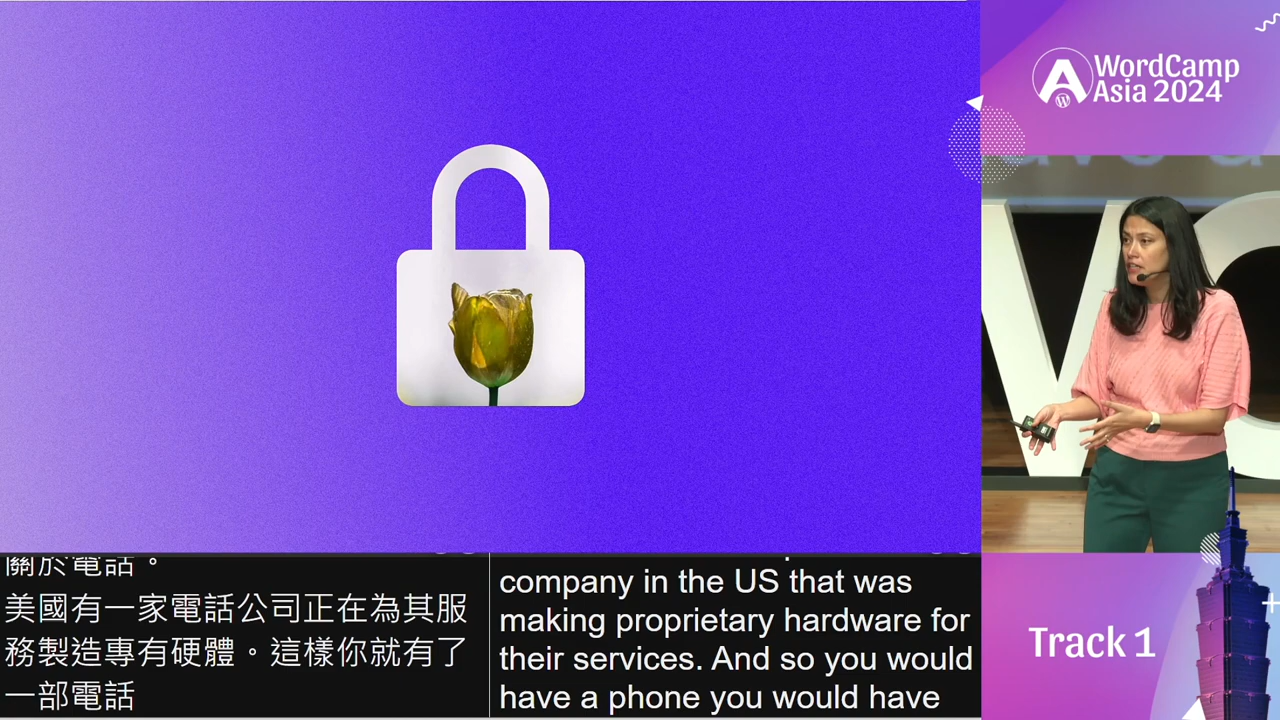 WordCamp
Asia 2024
關於電話。
美國有一家電話公司正在為其服
務製造專有硬體。這樣你就有了
一部電話
company in the US that was
making proprietary hardware for
their services. And so you would
have a phone you would have
Track 1